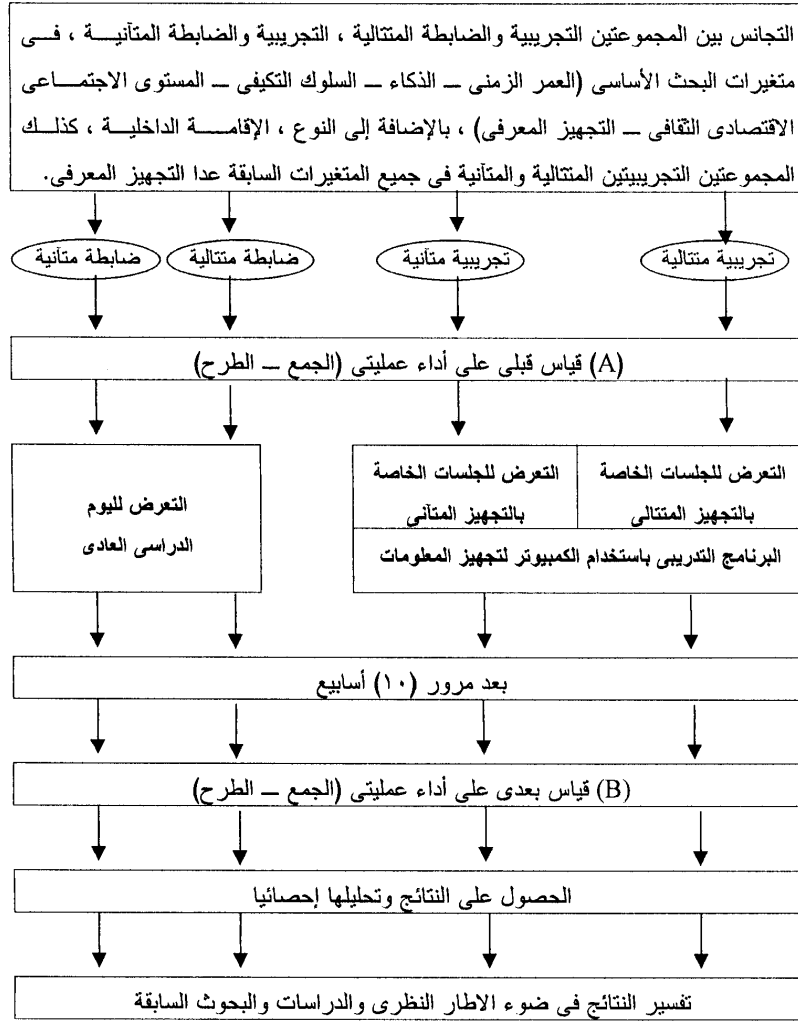 التجانس بين المجموعتين التجريبية والضابطة المتتالية ، التجريبية والضابطة المتآنية ، فى
متغيرات البحث الأساسى (العمر الزمنى – الذكاء – السلوك التكيفى – المستوى الاجتماعى
الاقتصادى الثقافى – التجهيز المعرفى) ، بالإضافة إلى النوع ، الإقامة الداخلية ، كذلك
المجموعتين التجريبيتين المتتالية والمتآنية فى جميع المتغيرات السابقة عدا التجهيز المعرفى.
تجريبية متتالية
تجريبية متآنية
ضابطة متتالية
ضابطة متآنية
(A) قياس قبلى على أداء عمليتى (الجمع – الطرح)
التعرض للجلسات الخاصة
بالتجهيز المتتالى
التعرض للجلسات الخاصة
بالتجهيز المتآنى
البرنامج التدريبى باستخدام الكمبيوتر لتجهيز المعلومات
التعرض لليوم
الدراسى العادى
بعد مرور (١٠) أسابيع
(B) قياس بعدى على أداء عمليتى (الجمع – الطرح)
الحصول على النتائج وتحليلها إحصائيا
تفسير النتائج فى ضوء الاطار النظرى والدراسات والبحوث السابقة